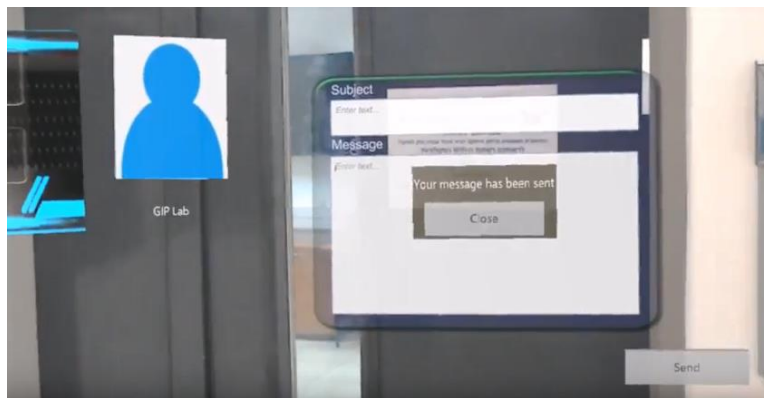 Subject
Enter text...
Message
Enter text...
Your message has been sent
Close
GIP Lab
Send